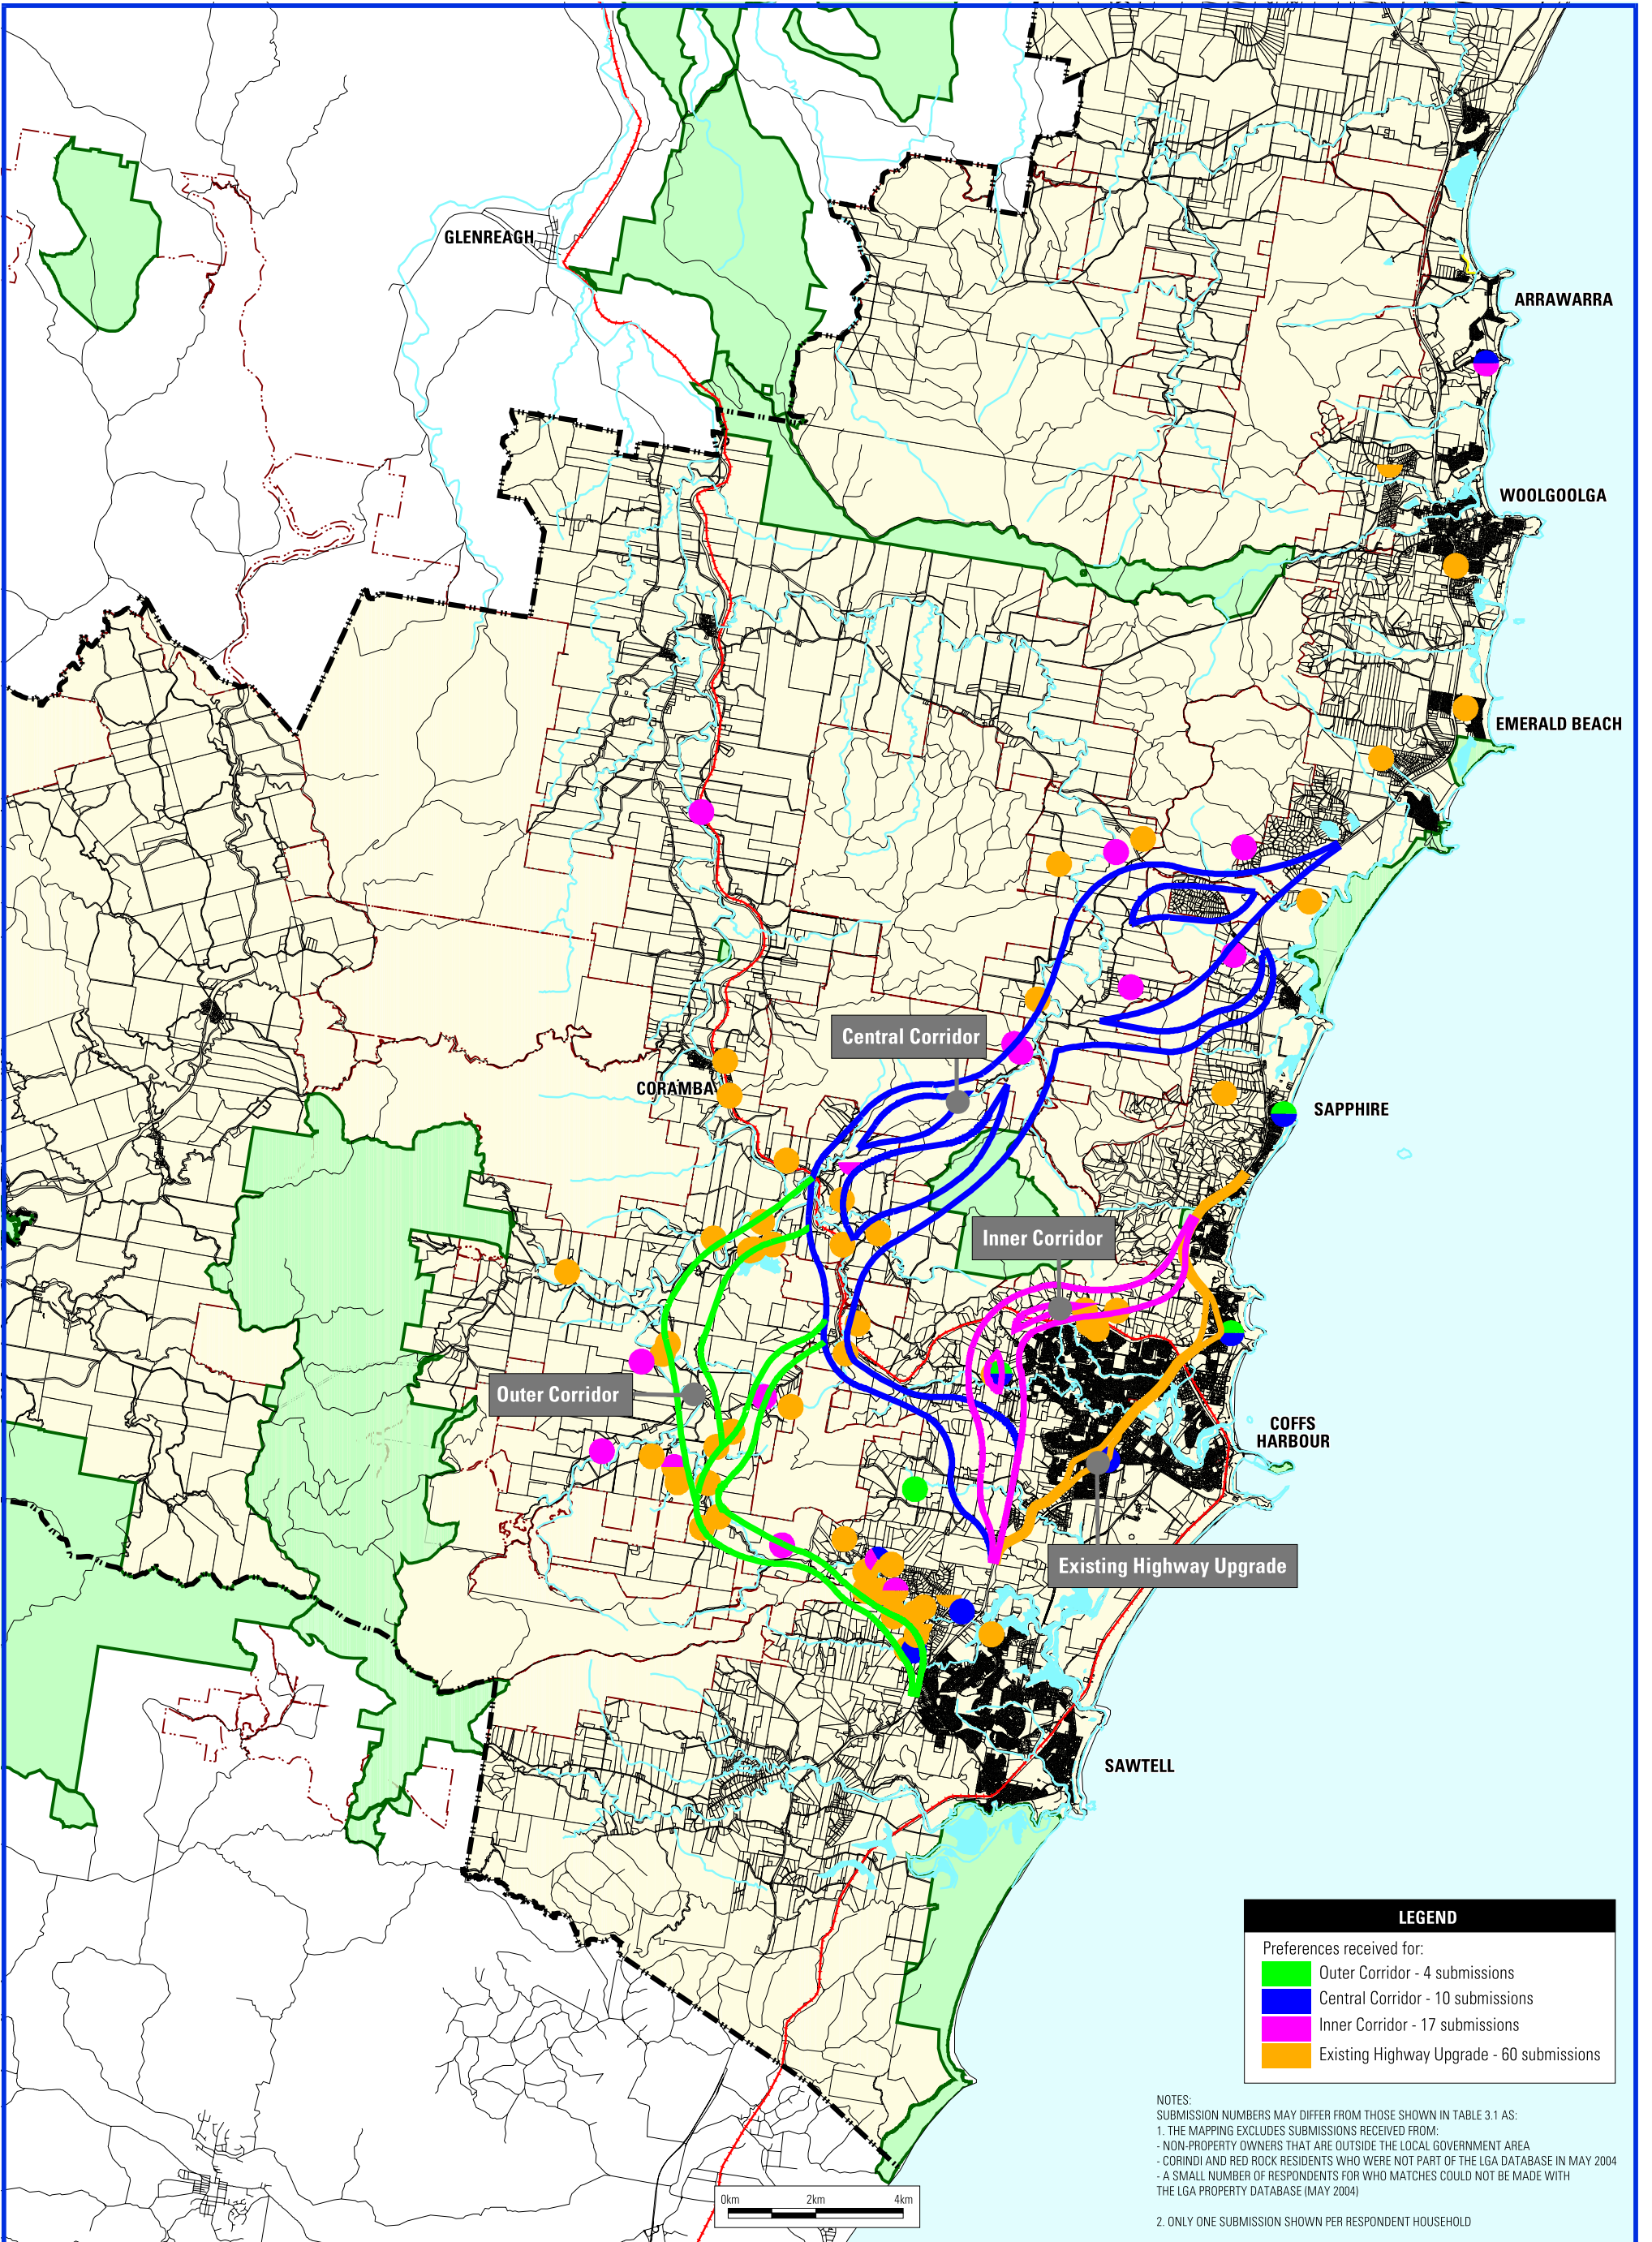 GLENREAGH
ARRAWARRA
WOOLGOOLGA
EMERALD BEACH
Central Corridor
CORAMBA
SAPPHIRE
Inner Corridor
Outer Corridor
COFFS
HARBOUR
Existing Highway Upgrade
SAWTELL
LEGEND
Preferences received for:
Outer Corridor - 4 submissions
Central Corridor - 10 submissions
Inner Corridor - 17 submissions
Existing Highway Upgrade - 60 submissions
NOTES:
SUBMISSION NUMBERS MAY DIFFER FROM THOSE SHOWN IN TABLE 3.1 AS:
1. THE MAPPING EXCLUDES SUBMISSIONS RECEIVED FROM:
- NON-PROPERTY OWNERS THAT ARE OUTSIDE THE LOCAL GOVERNMENT AREA
- CORINDI AND RED ROCK RESIDENTS WHO WERE NOT PART OF THE LGA DATABASE IN MAY 2004
- A SMALL NUMBER OF RESPONDENTS FOR WHO MATCHES COULD NOT BE MADE WITH
THE LGA PROPERTY DATABASE (MAY 2004)
2. ONLY ONE SUBMISSION SHOWN PER RESPONDENT HOUSEHOLD
0km 2km 4km